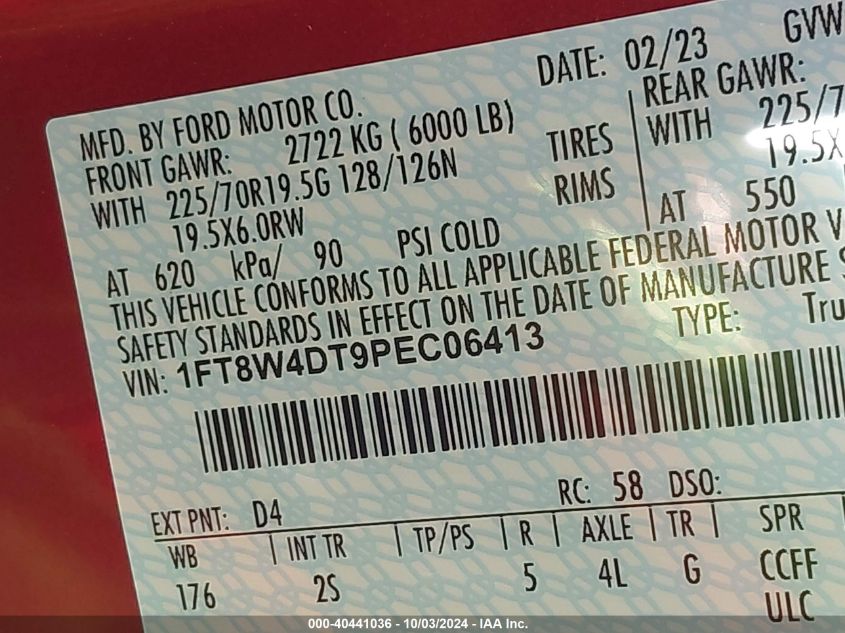 DATE: 02/23 GVW
MFD. BY FORD MOTOR CO.
FRONT GAWR: 2722 KG ( 6000 LB) REAR GAWR:
WITH 225/70R19.5G 128/126N TIRES WITH 225/7
19.5X6.0RW RIMS 19.5X
AT 620 kPa/ 90 PSI COLD AT 550
THIS VEHICLE CONFORMS TO ALL APPLICABLE FEDERAL MOTOR V
SAFETY STANDARDS IN EFFECT ON THE DATE OF MANUFACTURE S
VIN: 1FT8W4DT9PEC06413 TYPE: Tru
RC: 58 DSO:
EXT PNT: D4
WB | INT TR | TP/PS | R | AXLE | TR | SPR
176 2S 5 4L G CCFF
ULC
000-40441036 - 10/03/2024 - IAA Inc.